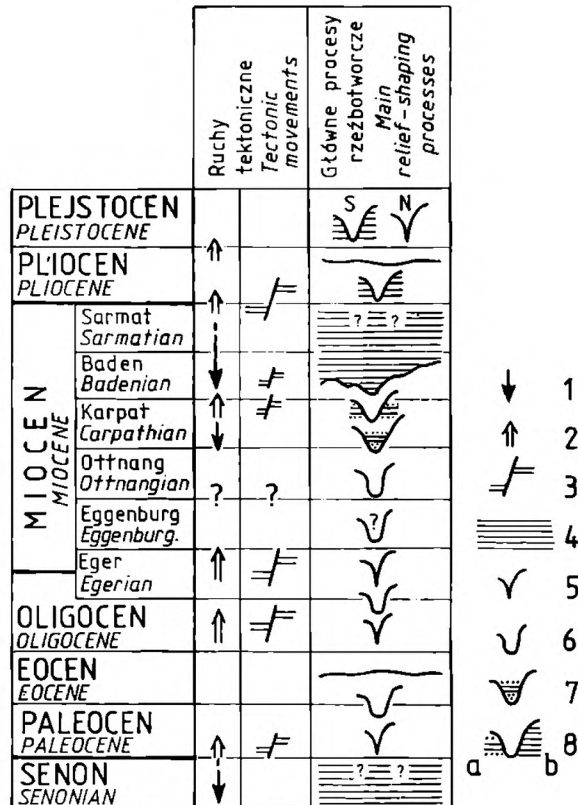 Ruchy
tektoniczne
Tectonic
movements
Główne procesy
rzeźbotworcze
Main
relief-shaping
processes
PLEJSTOCEN
PLEISTOCENE
S N
PLIOCEN
PLIOCENE
MIOCEN
MIOCENE
Sarmat
Sarmatian
? ?
Baden
Badenian
Karpat
Carpathian
Ottnang
Ottnangian
? ?
Eggenburg
Eggenburg.
?
Eger
Egerian
OLIGOCEN
OLIGOCENE
EOCEN
EOCENE
PALEOCEN
PALEOCENE
SENON
SENONIAN
? ?
1
2
3
4
5
6
7
8
a b